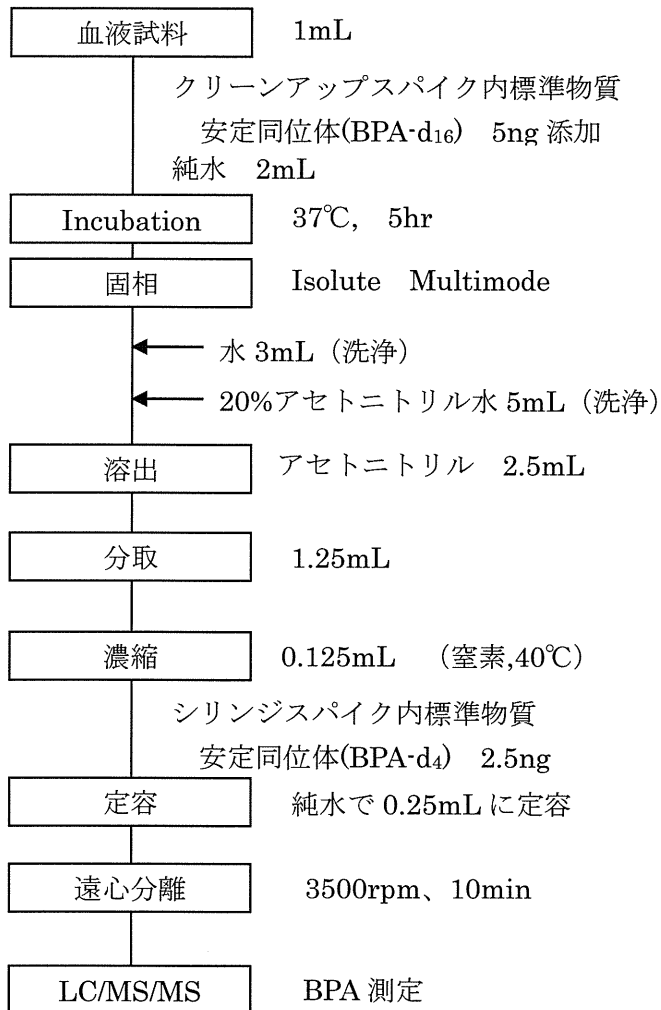 血液試料 1mL
クリーンアップスパイク内標準物質
安定同位体(BPA-d₁₆) 5ng 添加
純水 2mL
Incubation 37℃, 5hr
固相 Isolute Multimode
水 3mL（洗浄）
20%アセトニトリル水 5mL（洗浄）
溶出 アセトニトリル 2.5mL
分取 1.25mL
濃縮 0.125mL （窒素,40℃）
シリンジスパイク内標準物質
安定同位体(BPA-d₄) 2.5ng
定容 純水で 0.25mL に定容
遠心分離 3500rpm、10min
LC/MS/MS BPA 測定